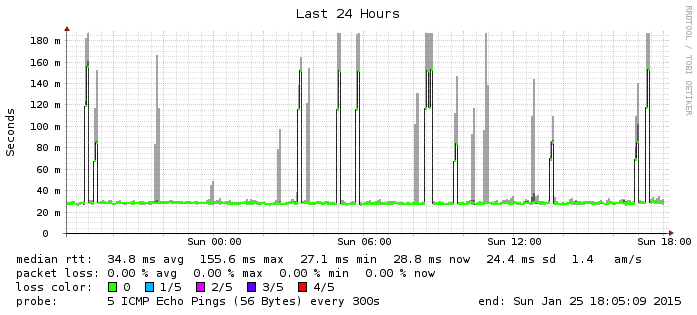 Last 24 Hours
RRDTOOL / TOBI OETIKER
Seconds
180 m
160 m
140 m
120 m
100 m
80 m
60 m
40 m
20 m
0
Sun 00:00 Sun 06:00 Sun 12:00 Sun 18:00
median rtt: 34.8 ms avg 155.6 ms max 27.1 ms min 28.8 ms now 24.4 ms sd 1.4 am/s
packet loss: 0.00 % avg 0.00 % max 0.00 % min 0.00 % now
loss color: 0 1/5 2/5 3/5 4/5
probe: 5 ICMP Echo Pings (56 Bytes) every 300s end: Sun Jan 25 18:05:09 2015